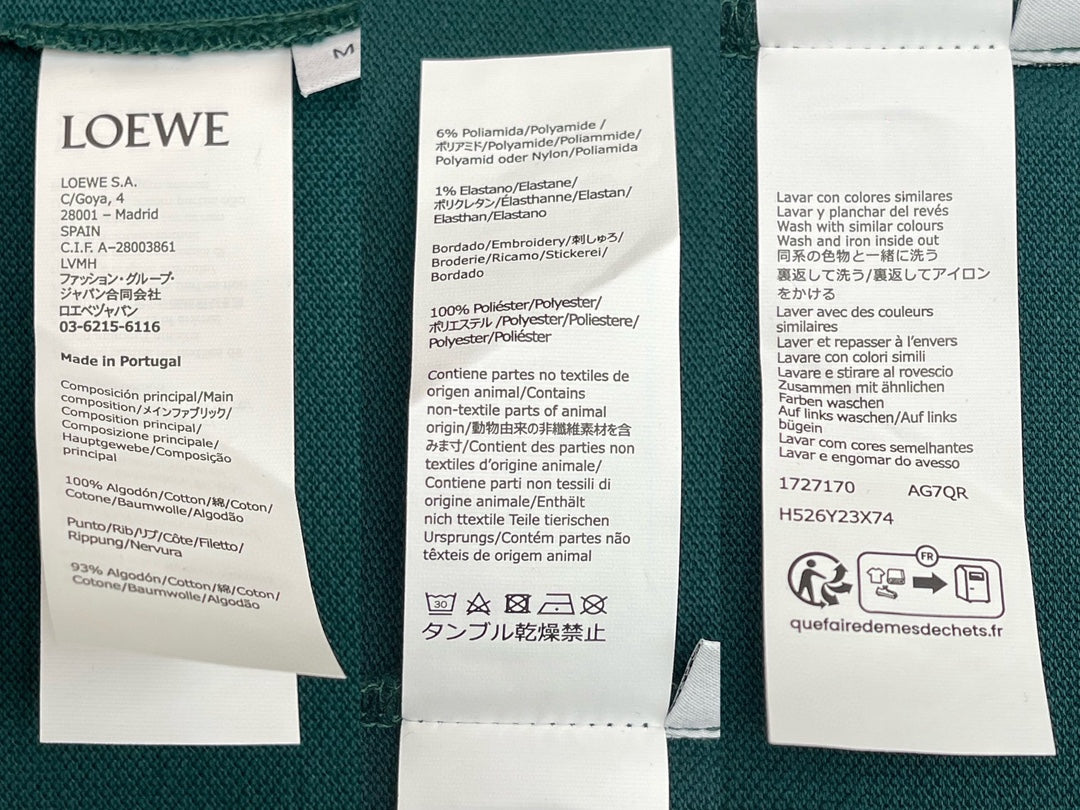 M
LOEWE
LOEWE S.A.
C/Goya, 4
28001 – Madrid
SPAIN
C.I.F. A-28003861
LVMH
ファッション・グループ・
ジャパン合同会社
ロエベジャパン
03-6215-6116
Made in Portugal
Composición principal/Main
composition/メインファブリック/
Composition principal/
Composizione principale/
Hauptgewebe/Composição
principal
100% Algodón/Cotton/綿/Coton/
Cotone/Baumwolle/Algodão
Punto/Rib/リブ/Côte/Filetto/
Rippung/Nervura
93% Algodón/Cotton/綿/Coton/
Cotone/Baumwolle/Algodão
6% Poliamida/Polyamide /
ポリアミド/Polyamide/Poliammide/
Polyamid oder Nylon/Poliamida
1% Elastano/Elastane/
ポリウレタン/Élasthanne/Elastan/
Elasthan/Elastano
Bordado/Embroidery/刺しゅう/
Broderie/Ricamo/Stickerei/
Bordado
100% Poliéster/Polyester/
ポリエステル /Polyester/Poliestere/
Polyester/Poliéster
Contiene partes no textiles de
origen animal/Contains
non-textile parts of animal
origin/動物由来の非繊維素材を含
みます/Contient des parties non
textiles d'origine animale/
Contiene parti non tessili di
origine animale/Enthält
nich ttextile Teile tierischen
Ursprungs/Contém partes não
têxteis de origem animal
30
タンブル乾燥禁止
Lavar con colores similares
Lavar y planchar del revés
Wash with similar colours
Wash and iron inside out
同系の色物と一緒に洗う
裏返して洗う/裏返してアイロン
をかける
Laver avec des couleurs
similaires
Laver et repasser à l'envers
Lavare con colori simili
Lavare e stirare al rovescio
Zusammen mit ähnlichen
Farben waschen
Auf links waschen/Auf links
bügein
Lavar com cores semelhantes
Lavar e engomar do avesso
1727170 AG7QR
H526Y23X74
FR
quefairedemesdechets.fr